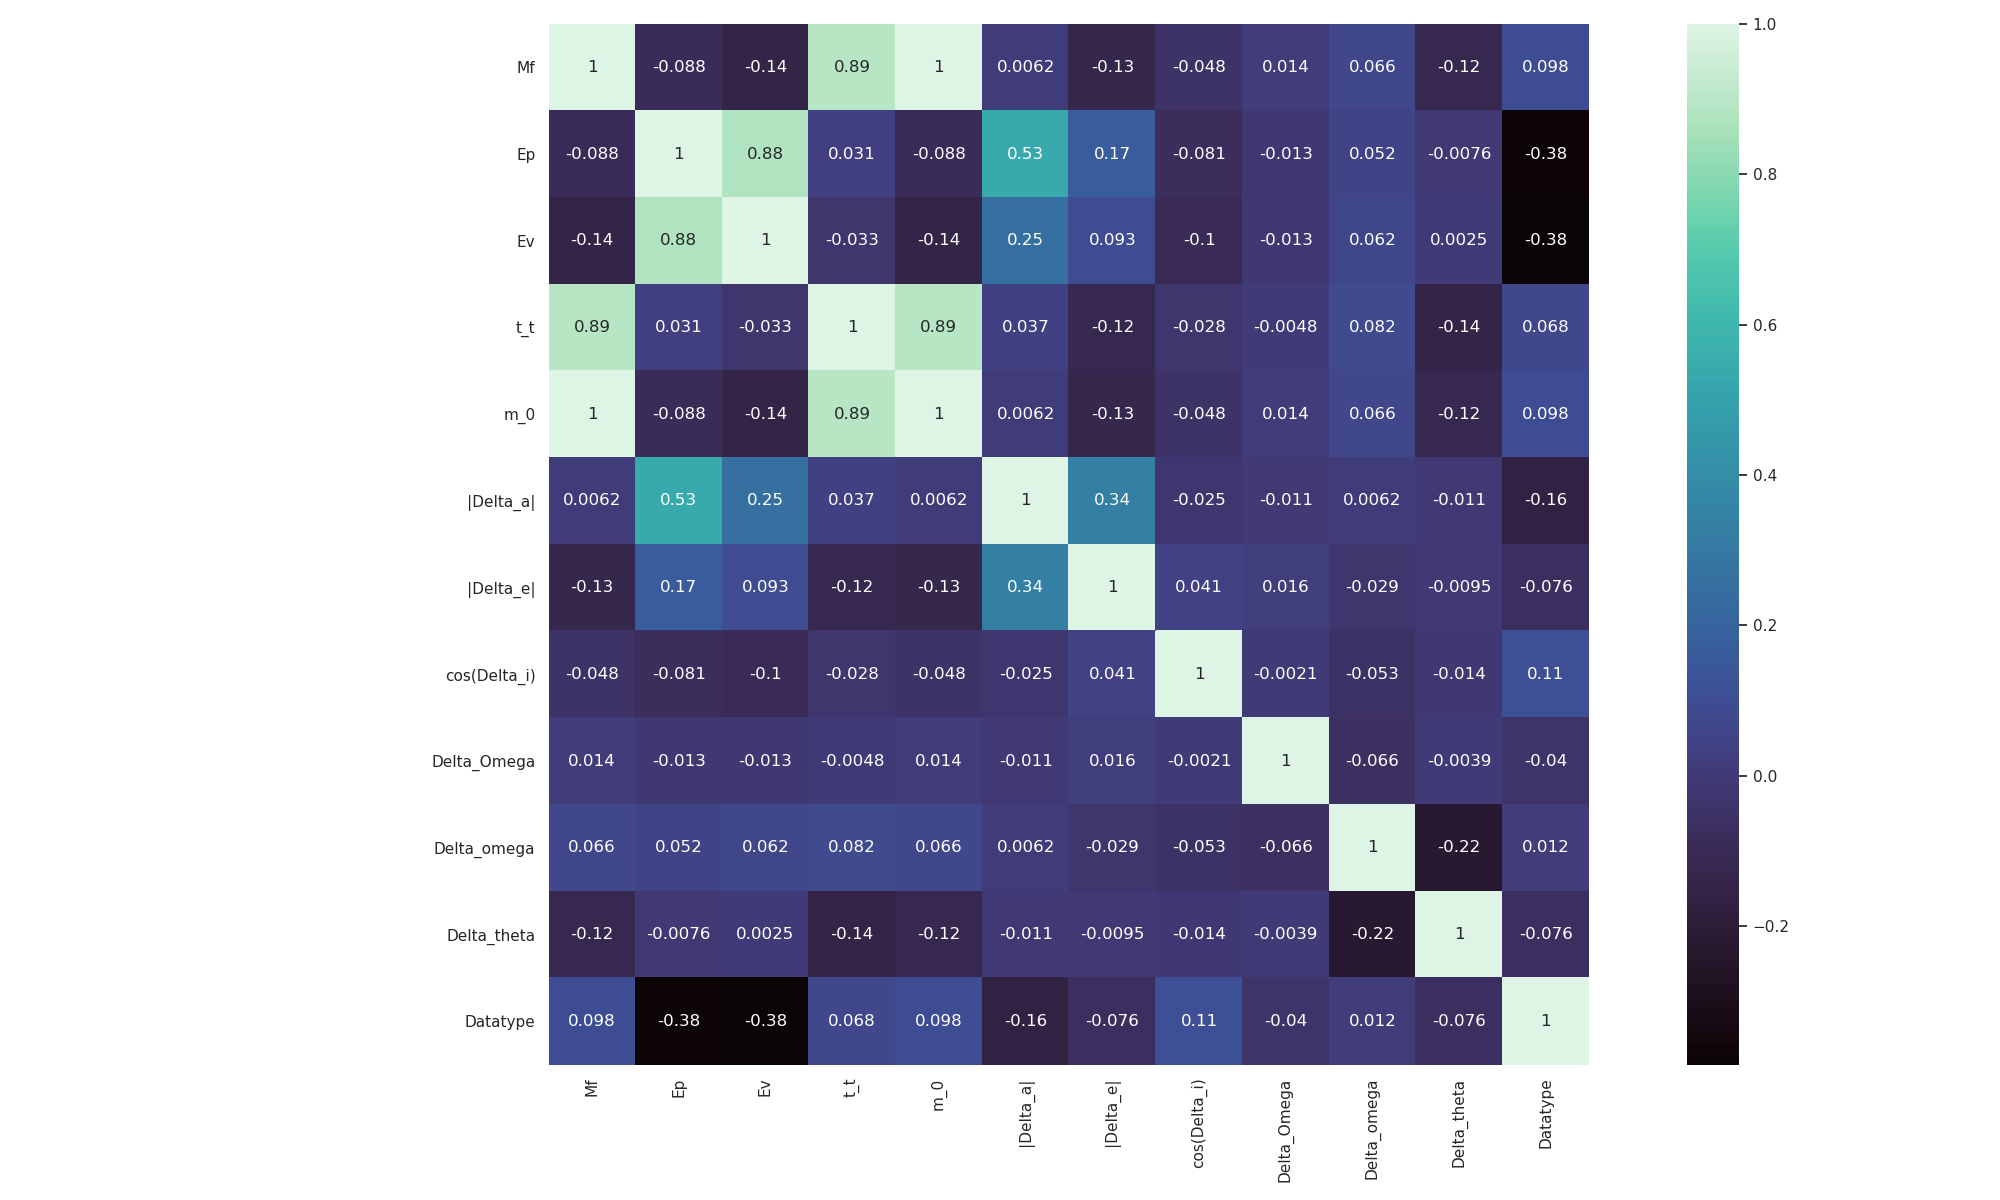 Mf 1 -0.088 -0.14 0.89 1 0.0062 -0.13 -0.048 0.014 0.066 -0.12 0.098
Ep -0.088 1 0.88 0.031 -0.088 0.53 0.17 -0.081 -0.013 0.052 -0.0076 -0.38
Ev -0.14 0.88 1 -0.033 -0.14 0.25 0.093 -0.1 -0.013 0.062 0.0025 -0.38
t_t 0.89 0.031 -0.033 1 0.89 0.037 -0.12 -0.028 -0.0048 0.082 -0.14 0.068
m_0 1 -0.088 -0.14 0.89 1 0.0062 -0.13 -0.048 0.014 0.066 -0.12 0.098
|Delta_a| 0.0062 0.53 0.25 0.037 0.0062 1 0.34 -0.025 -0.011 0.0062 -0.011 -0.16
|Delta_e| -0.13 0.17 0.093 -0.12 -0.13 0.34 1 0.041 0.016 -0.029 -0.0095 -0.076
cos(Delta_i) -0.048 -0.081 -0.1 -0.028 -0.048 -0.025 0.041 1 -0.0021 -0.053 -0.014 0.11
Delta_Omega 0.014 -0.013 -0.013 -0.0048 0.014 -0.011 0.016 -0.0021 1 -0.066 -0.0039 -0.04
Delta_omega 0.066 0.052 0.062 0.082 0.066 0.0062 -0.029 -0.053 -0.066 1 -0.22 0.012
Delta_theta -0.12 -0.0076 0.0025 -0.14 -0.12 -0.011 -0.0095 -0.014 -0.0039 -0.22 1 -0.076
Datatype 0.098 -0.38 -0.38 0.068 0.098 -0.16 -0.076 0.11 -0.04 0.012 -0.076 1
Mf
Ep
Ev
t_t
m_0
|Delta_a|
|Delta_e|
cos(Delta_i)
Delta_Omega
Delta_omega
Delta_theta
Datatype
1.0
0.8
0.6
0.4
0.2
0.0
−0.2